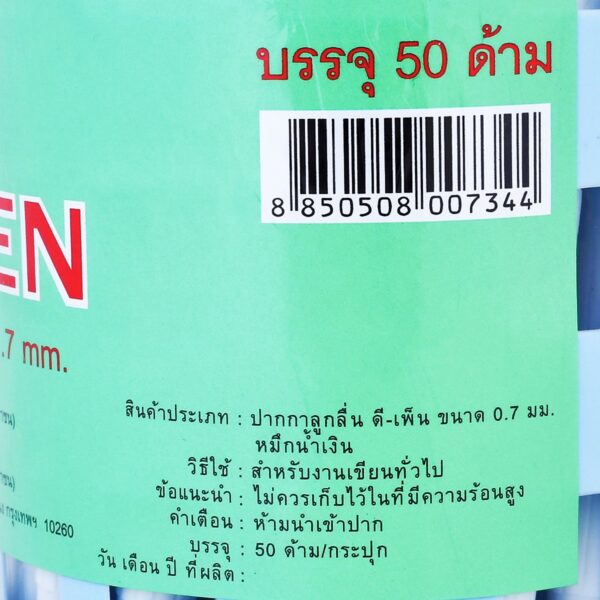 บรรจุ 50 ด้าม
8 850508 007344
EN
.7 mm.
สินค้าประเภท : ปากกาลูกลื่น ดี-เพ็น ขนาด 0.7 มม.
หมึกน้ำเงิน
วิธีใช้ : สำหรับงานเขียนทั่วไป
ข้อแนะนำ : ไม่ควรเก็บไว้ในที่มีความร้อนสูง
กรุงเทพฯ 10260
คำเตือน : ห้ามนำเข้าปาก
บรรจุ : 50 ด้าม/กระปุก
วัน เดือน ปี ที่ผลิต :